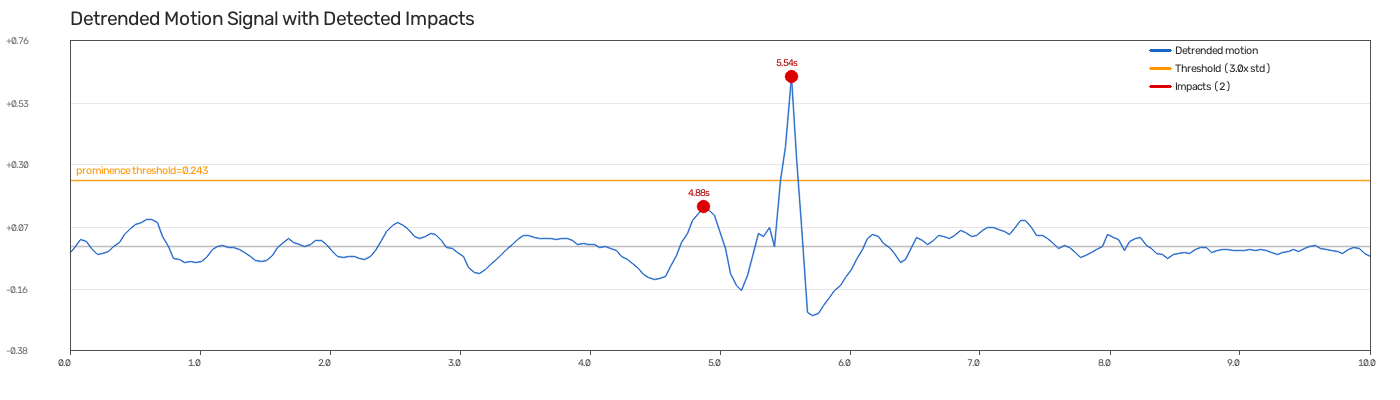 Detrended Motion Signal with Detected Impacts
+0.76
5.54s
Detrended motion
Threshold (3.0x std)
Impacts (2)
+0.53
+0.30
prominence threshold=0.243
4.88s
+0.07
-0.16
-0.38
0.0 1.0 2.0 3.0 4.0 5.0 6.0 7.0 8.0 9.0 10.0